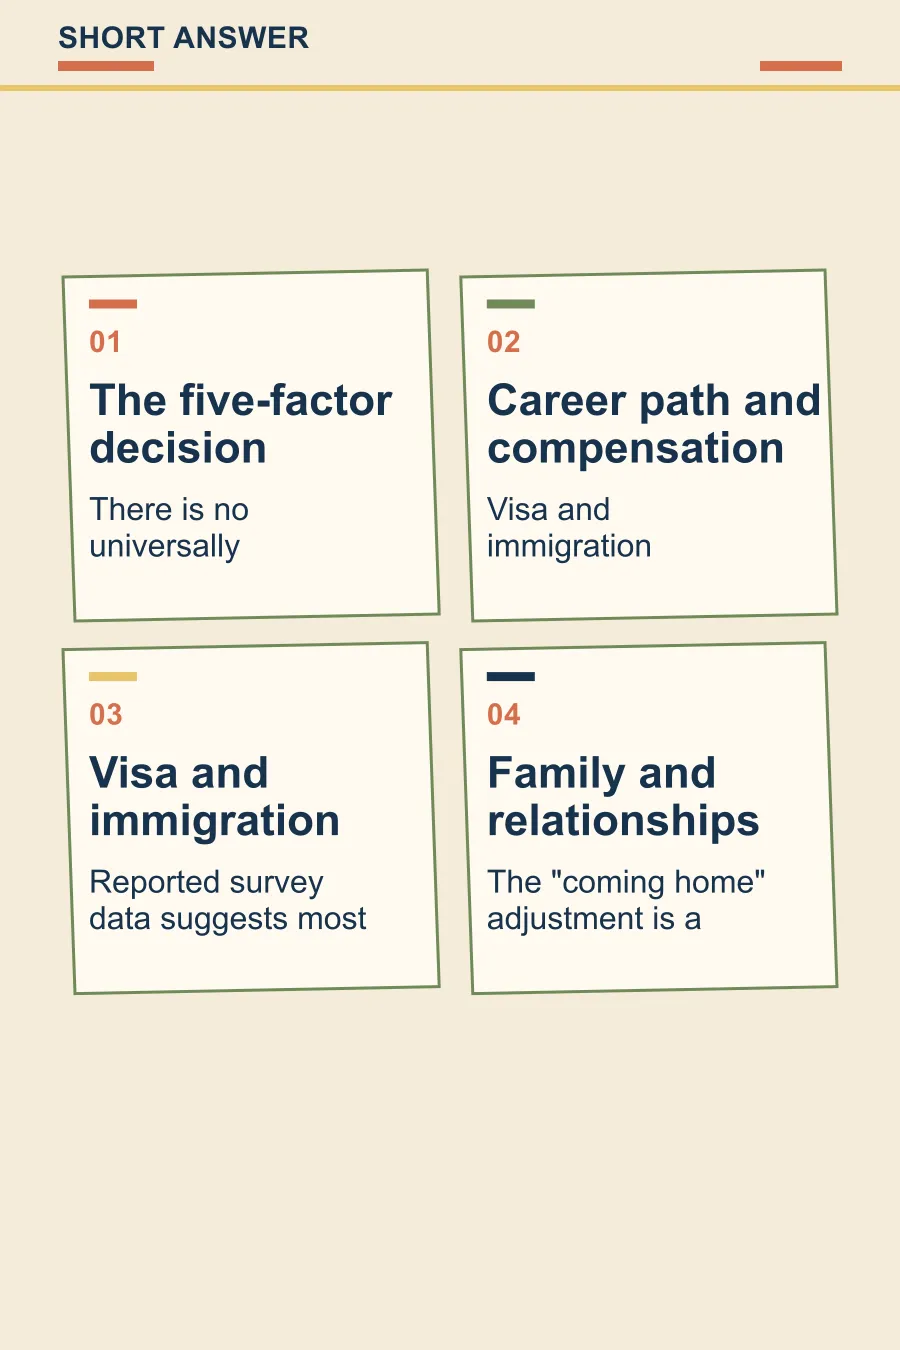 SHORT ANSWER
01
The five-factor
decision
There is no
universally
02
Career path and
compensation
Visa and
immigration
03
Visa and
immigration
Reported survey
data suggests most
04
Family and
relationships
The "coming home"
adjustment is a